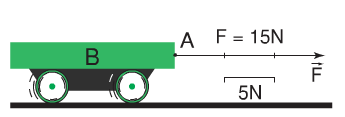 A F = 15N
B
F⃗
5N